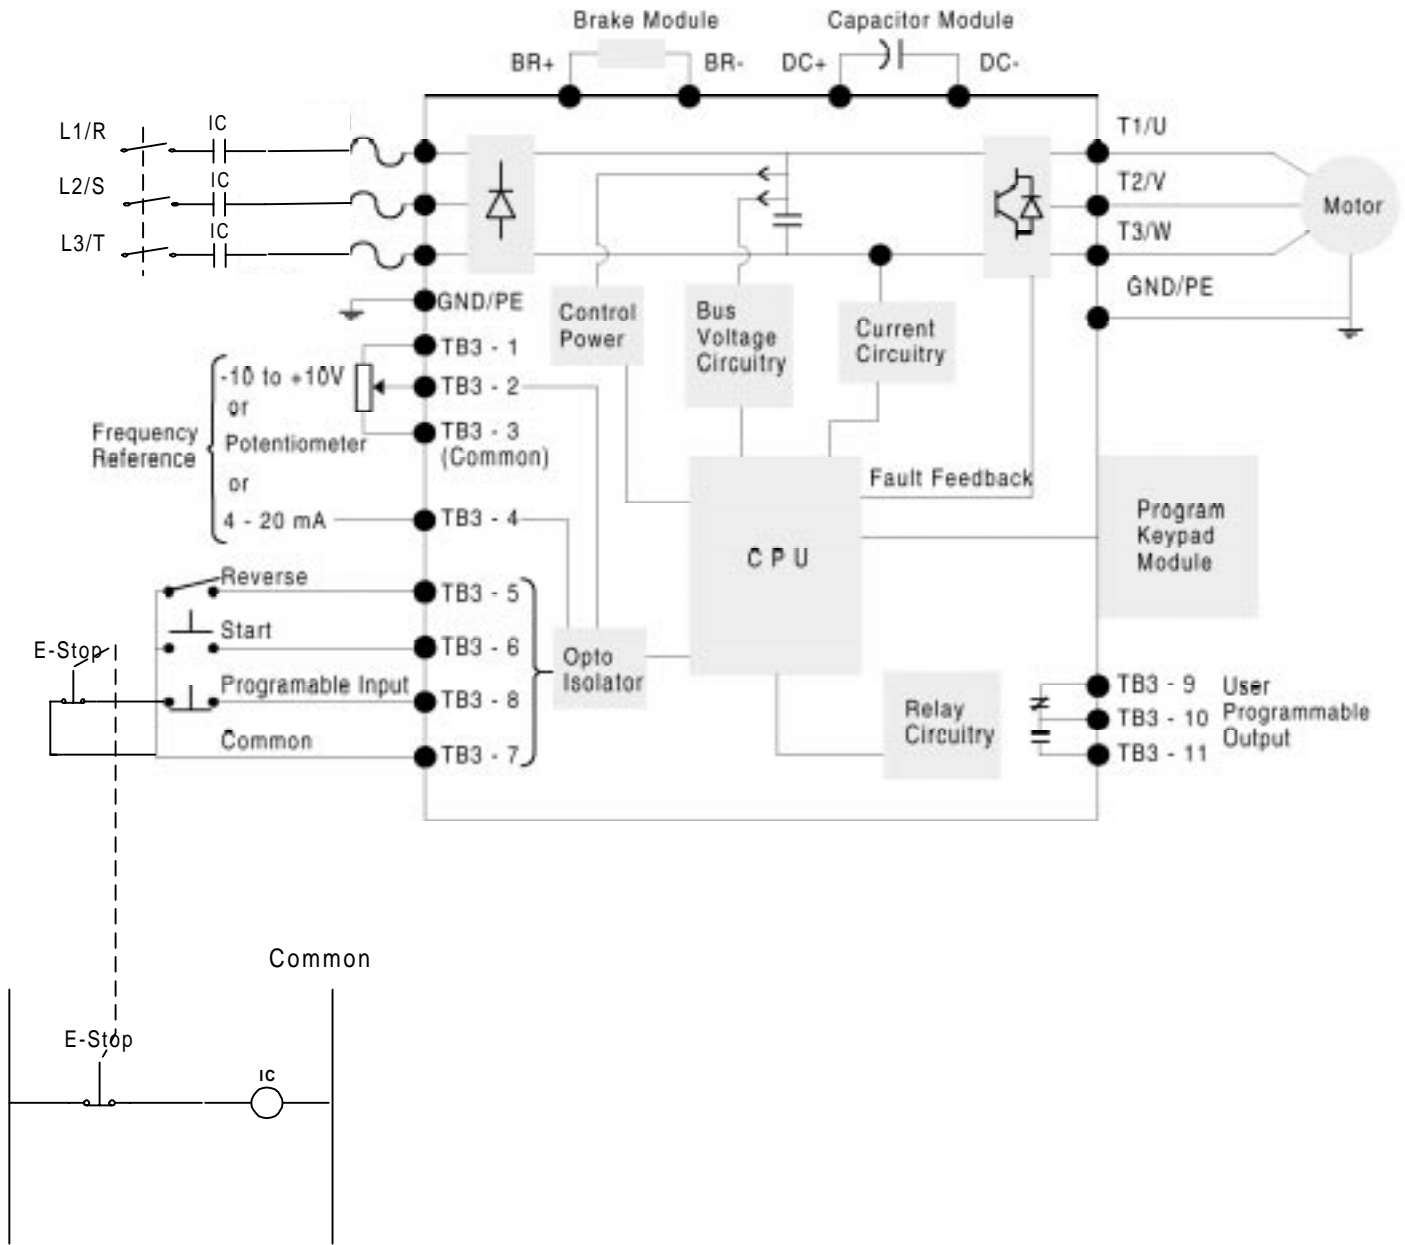 Brake Module
Capacitor Module
BR+
BR-
DC+
DC-
L1/R
IC
T1/U
L2/S
IC
T2/V
Motor
L3/T
IC
T3/W
GND/PE
GND/PE
Control
Power
Bus
Voltage
Circuitry
Current
Circuitry
TB3 - 1
-10 to +10V
TB3 - 2
or
Frequency
Reference
Potentiometer
TB3 - 3
(Common)
or
4 - 20 mA
TB3 - 4
Fault Feedback
CPU
Program
Keypad
Module
Reverse
TB3 - 5
Start
TB3 - 6
E-Stop
Opto
Isolator
Programable Input
TB3 - 8
Common
TB3 - 7
Relay
Circuitry
TB3 - 9
TB3 - 10
TB3 - 11
User
Programmable
Output
Common
E-Stop
IC